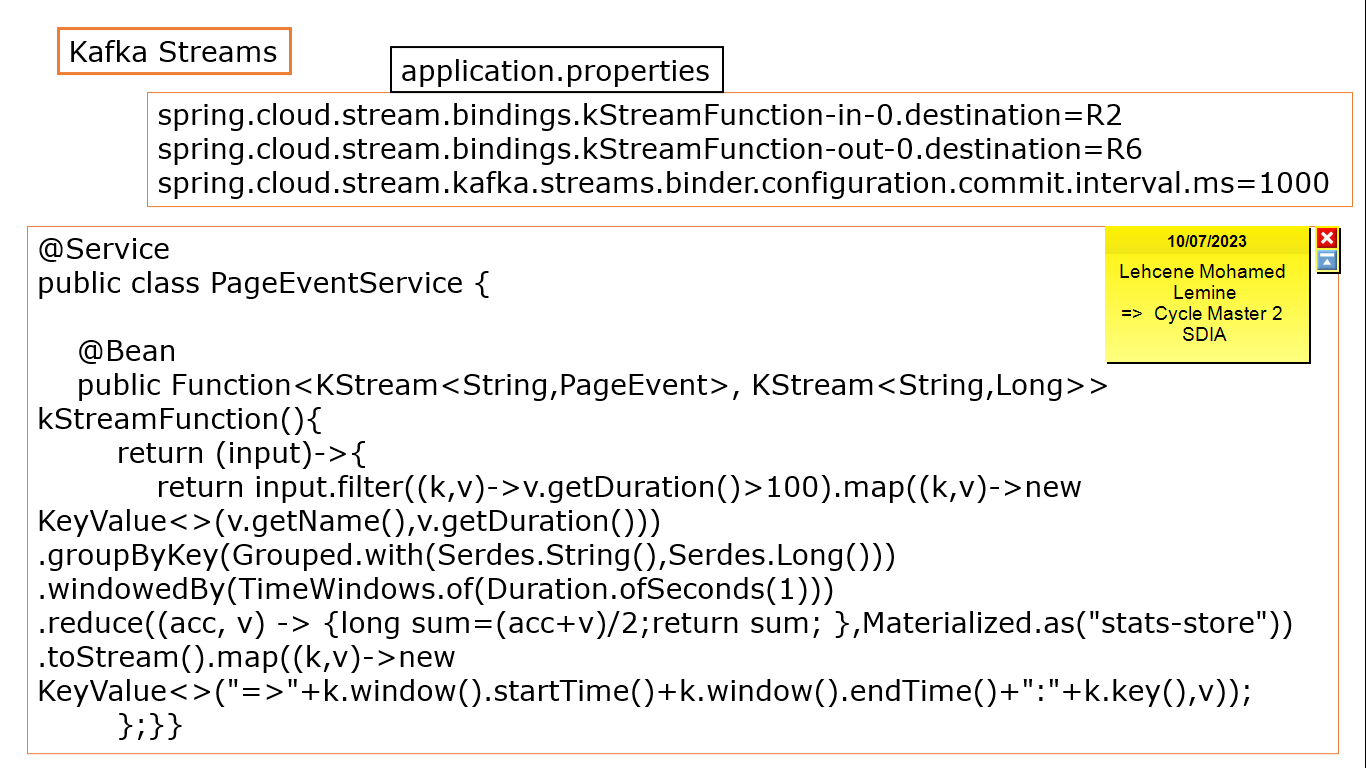 Kafka Streams
application.properties
spring.cloud.stream.bindings.kStreamFunction-in-0.destination=R2
spring.cloud.stream.bindings.kStreamFunction-out-0.destination=R6
spring.cloud.stream.kafka.streams.binder.configuration.commit.interval.ms=1000
@Service
public class PageEventService {
@Bean
public Function<KStream<String,PageEvent>, KStream<String,Long>>
kStreamFunction(){
return (input)->{
return input.filter((k,v)->v.getDuration()>100).map((k,v)->new
KeyValue<>(v.getName(),v.getDuration()))
.groupByKey(Grouped.with(Serdes.String(),Serdes.Long()))
.windowedBy(TimeWindows.of(Duration.ofSeconds(1)))
.reduce((acc, v) -> {long sum=(acc+v)/2;return sum; },Materialized.as("stats-store"))
.toStream().map((k,v)->new
KeyValue<>("=>"+k.window().startTime()+k.window().endTime()+":"+k.key(),v));
};}}
10/07/2023
Lehcene Mohamed
Lemine
=> Cycle Master 2
SDIA